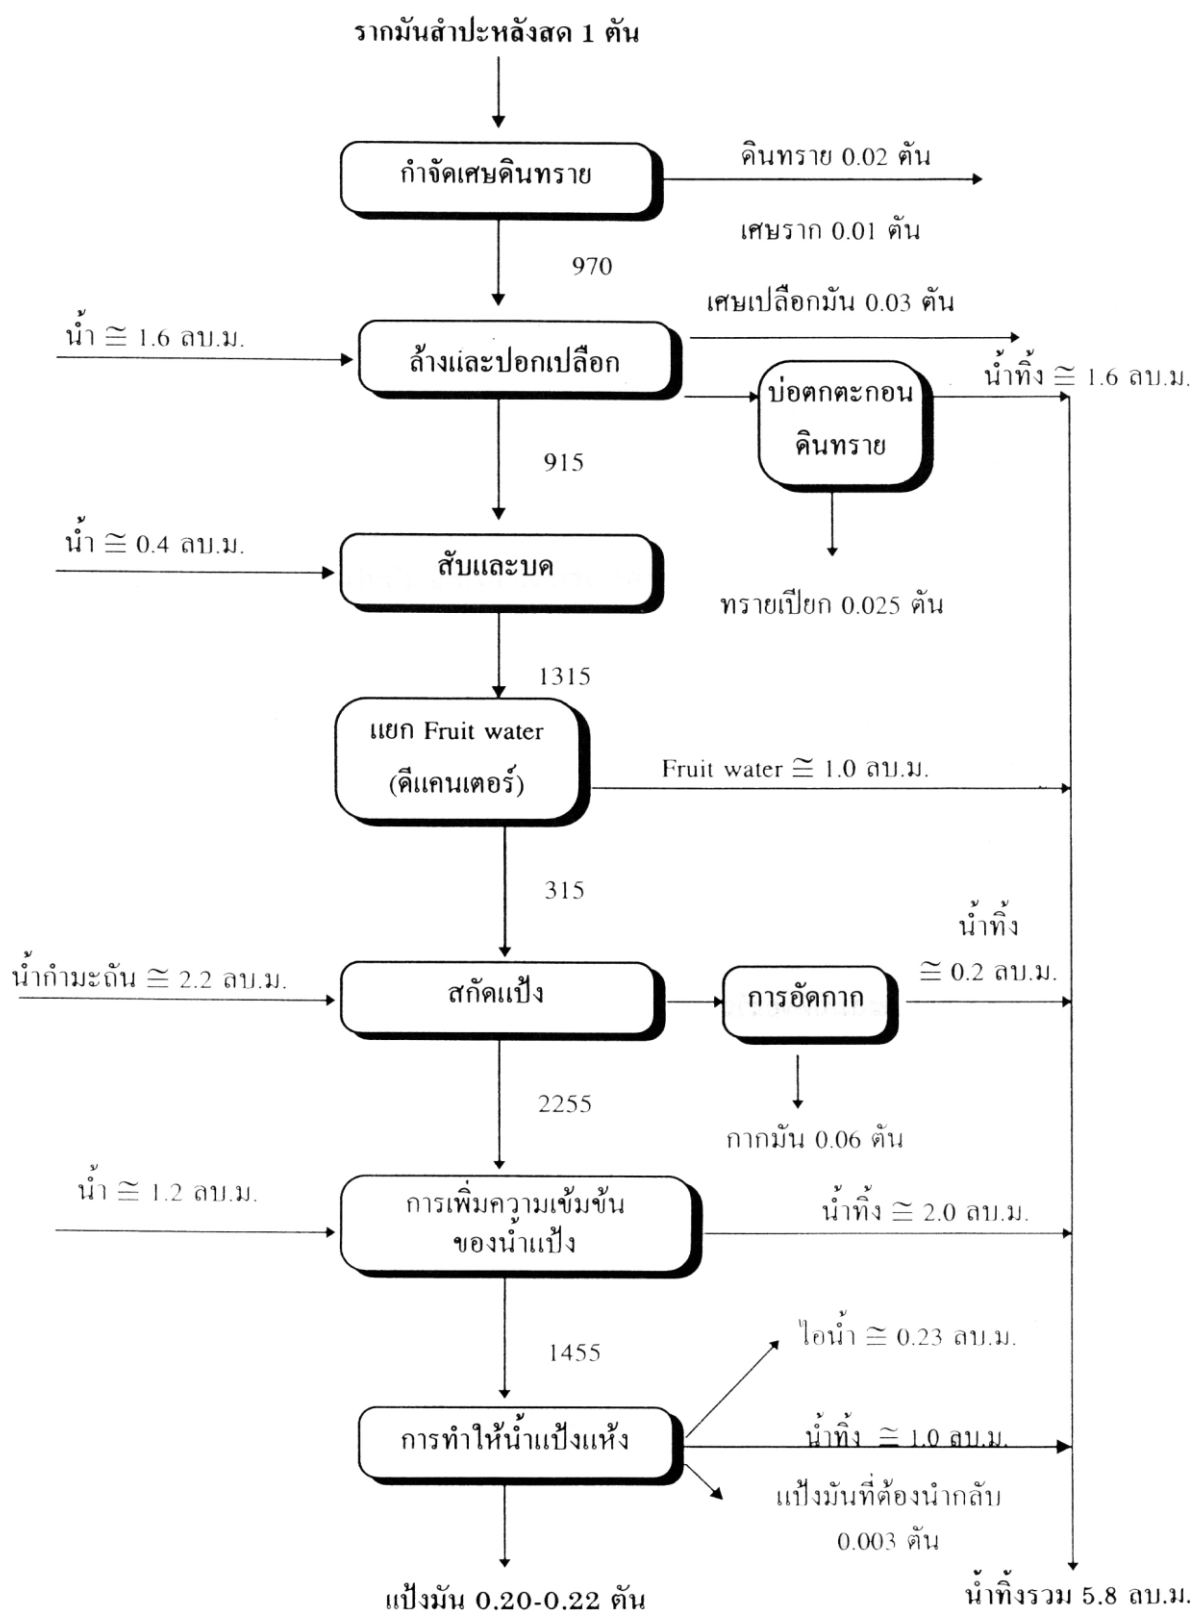 รากมันสำปะหลังสด 1 ตัน
กำจัดเศษดินทราย
ดินทราย 0.02 ตัน
เศษราก 0.01 ตัน
970
เศษเปลือกมัน 0.03 ตัน
น้ำ ≅ 1.6 ลบ.ม.
ล้างและปอกเปลือก
บ่อตกตะกอน
ดินทราย
น้ำทิ้ง ≅ 1.6 ลบ.ม.
915
น้ำ ≅ 0.4 ลบ.ม.
สับและบด
ทรายเปียก 0.025 ตัน
1315
แยก Fruit water
(ดีแคนเตอร์)
Fruit water ≅ 1.0 ลบ.ม.
315
น้ำกำมะถัน ≅ 2.2 ลบ.ม.
สกัดแป้ง
การอัดกาก
น้ำทิ้ง
≅ 0.2 ลบ.ม.
2255
กากมัน 0.06 ตัน
น้ำ ≅ 1.2 ลบ.ม.
การเพิ่มความเข้มข้น
ของน้ำแป้ง
น้ำทิ้ง ≅ 2.0 ลบ.ม.
1455
ไอน้ำ ≅ 0.23 ลบ.ม.
การทำให้น้ำแป้งแห้ง
น้ำทิ้ง ≅ 1.0 ลบ.ม.
แป้งมันที่ต้องนำกลับ
0.003 ตัน
แป้งมัน 0.20-0.22 ตัน
น้ำทิ้งรวม 5.8 ลบ.ม.